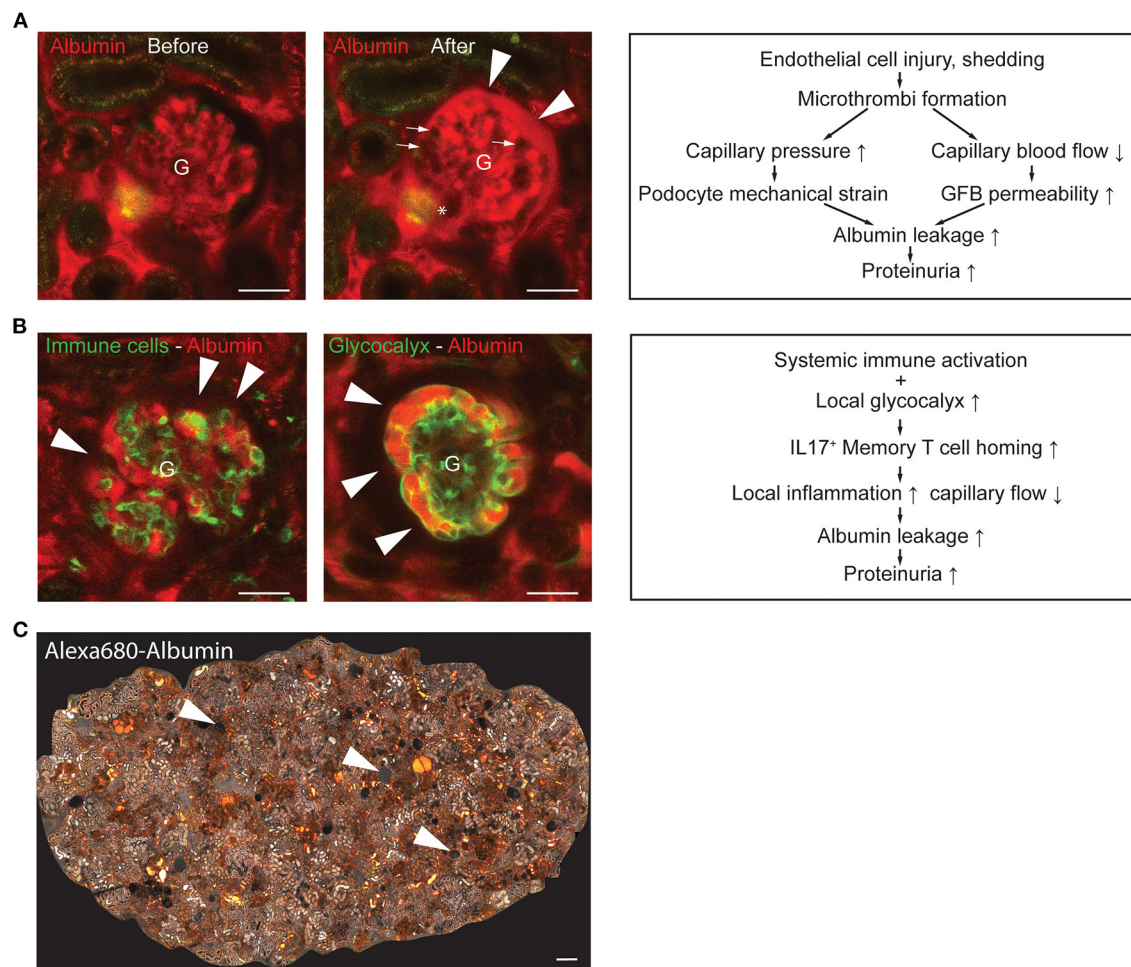 A
Albumin Before
G
Albumin After
G
*
Endothelial cell injury, shedding
Microthrombi formation
Capillary pressure ↑ Capillary blood flow ↓
Podocyte mechanical strain GFB permeability ↑
Albumin leakage ↑
Proteinuria ↑
B
Immune cells - Albumin
G
Glycocalyx - Albumin
G
Systemic immune activation
+
Local glycocalyx ↑
IL17⁺ Memory T cell homing ↑
Local inflammation ↑ capillary flow ↓
Albumin leakage ↑
Proteinuria ↑
C
Alexa680-Albumin